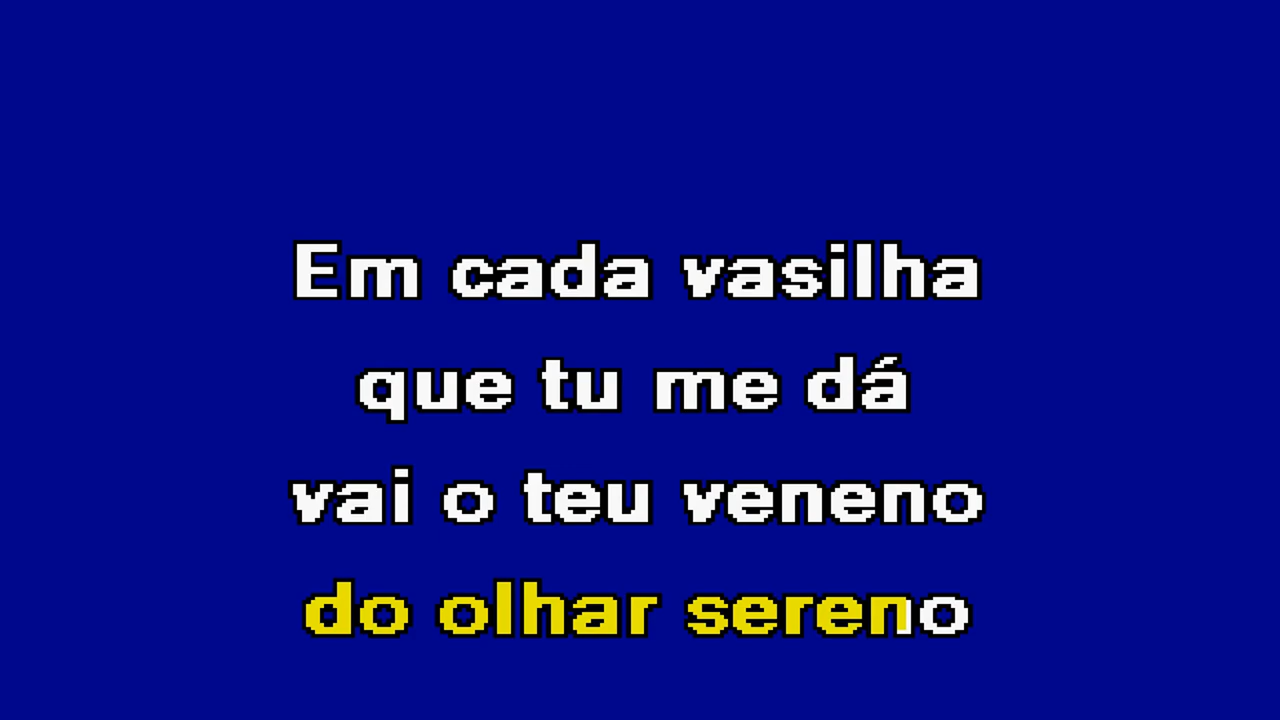 Em cada vasilha
que tu me dá
vai o teu veneno
do olhar sereno